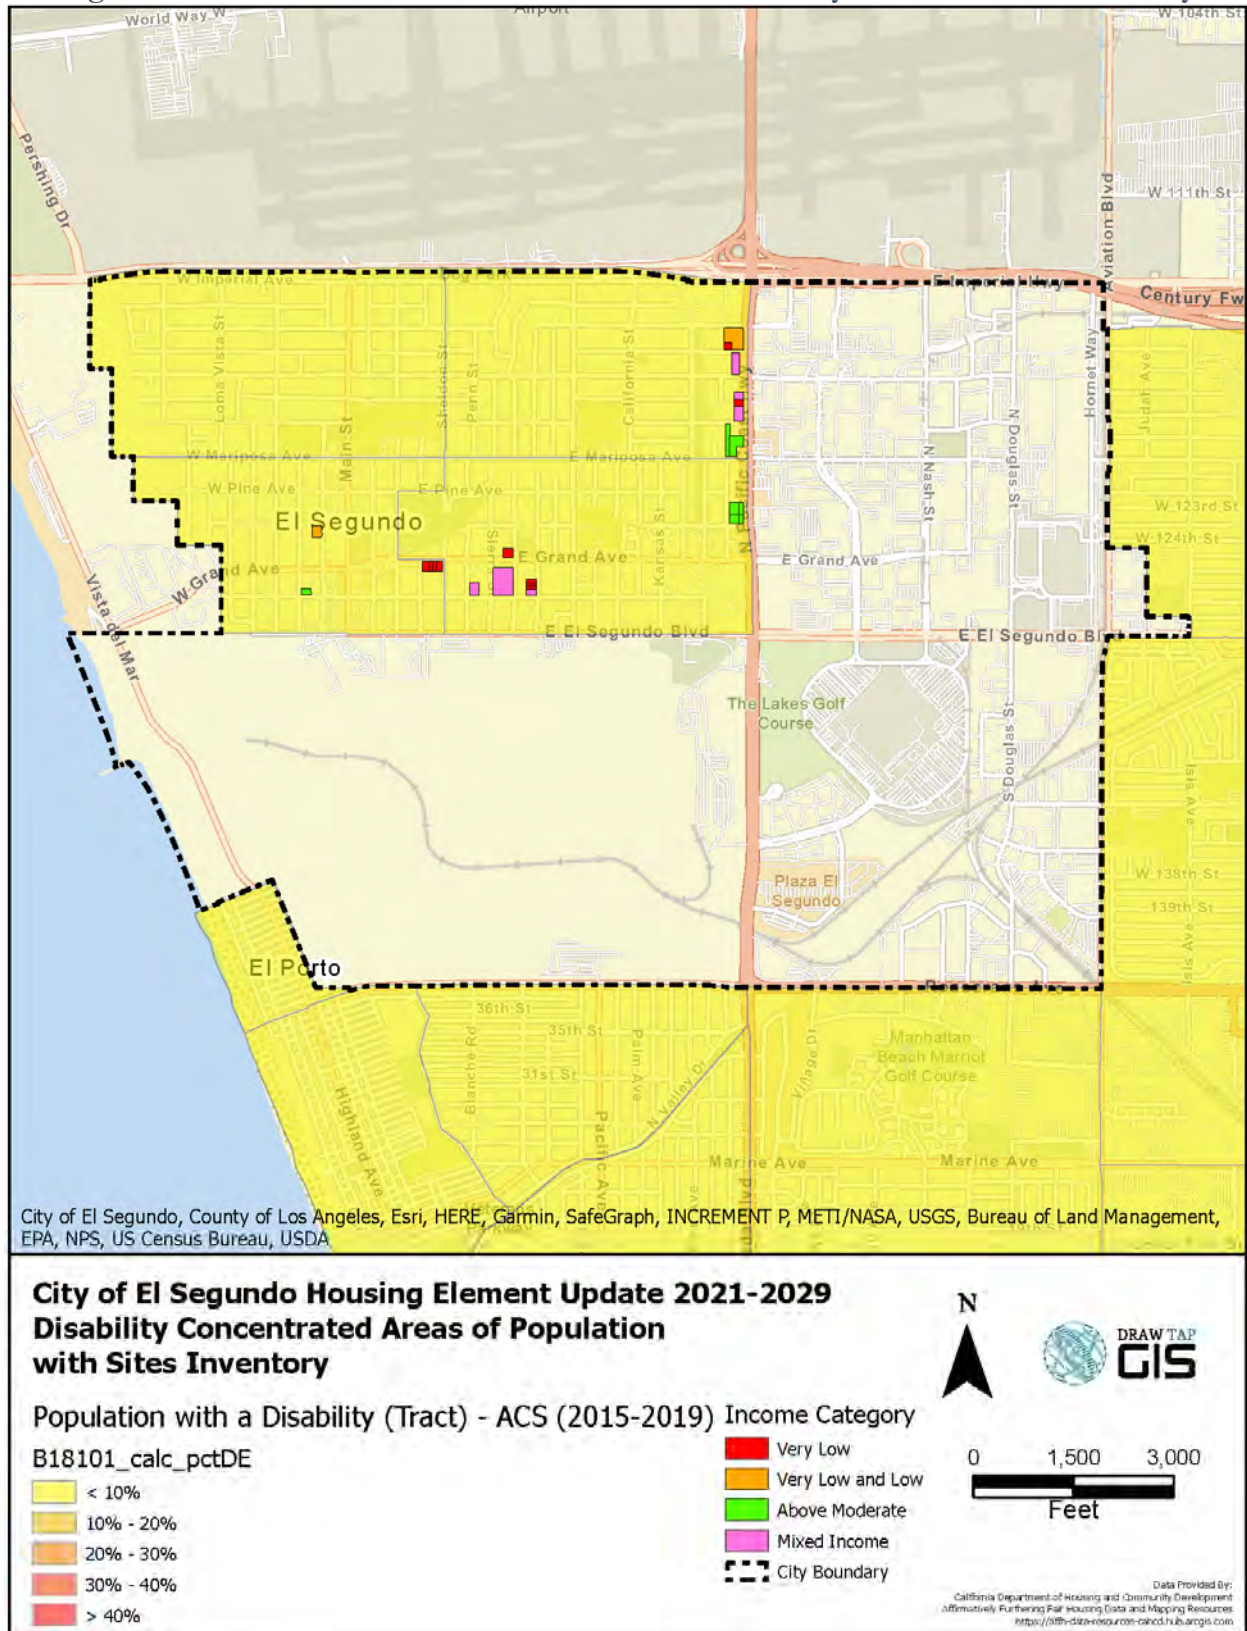 Airport
World Way W
W 104th St
Pershing Dr
W 111th St
Aviation Blvd
W Imperial Ave
Dog Park
E Imperial Hwy
Century Fw
Loma Vista St
Sheldon St
Penn St
California St
Hornet Way
Judah Ave
Main St
N Douglas St
N Nash St
W Mariposa Ave
E Mariposa Ave
W Pine Ave
E Pine Ave
W 123rd St
El Segundo
W 124th St
E Grand Ave
Kansas St
E Grand Ave
W Grand Ave
Vista del Mar
E El Segundo Blvd
E El Segundo Bl
The Lakes Golf
Course
S Douglas St
Isis Ave
Plaza El
Segundo
W 138th St
139th St
Isis Ave
El Porto
36th St
35th St
Blanche Rd
Palm Ave
Village Dr
Manhattan
Beach Marriot
Golf Course
31st St
N Valley Dr
Highland Ave
Pacific Ave
Marine Ave
Marine Ave
City of El Segundo, County of Los Angeles, Esri, HERE, Garmin, SafeGraph, INCREMENT P, METI/NASA, USGS, Bureau of Land Management,
EPA, NPS, US Census Bureau, USDA
City of El Segundo Housing Element Update 2021-2029
Disability Concentrated Areas of Population
with Sites Inventory
N
DRAW TAP
GIS
Population with a Disability (Tract) - ACS (2015-2019)
B18101_calc_pctDE
< 10%
10% - 20%
20% - 30%
30% - 40%
> 40%
Income Category
Very Low
Very Low and Low
Above Moderate
Mixed Income
City Boundary
0 1,500 3,000
Feet
Data Provided By:
California Department of Housing and Community Development
Affirmatively Furthering Fair Housing Data and Mapping Resources